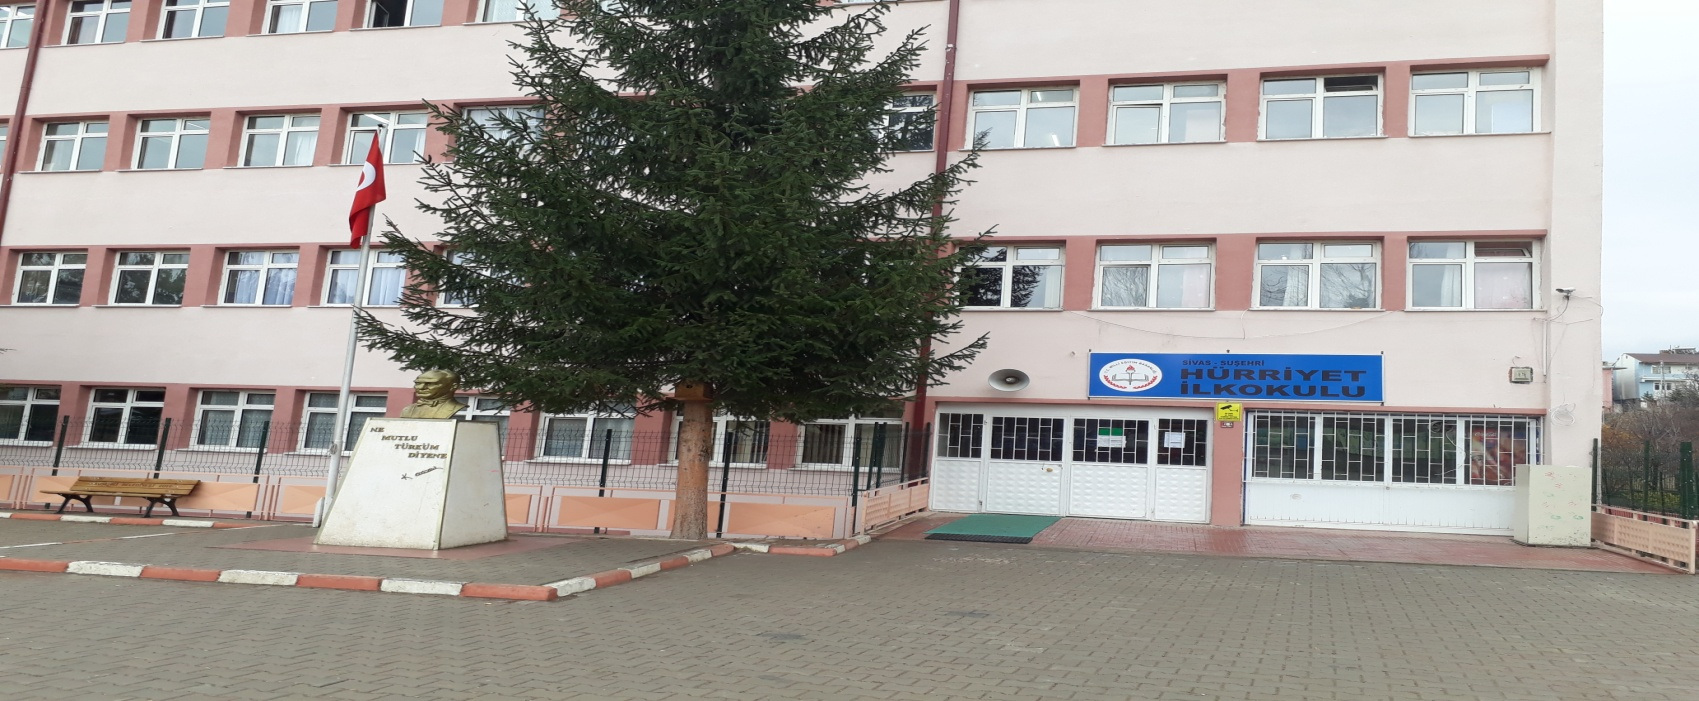 NE
MUTLU
TÜRKÜM
DİYENE
SİVAS - SUŞEHRİ
HÜRRİYET
İLKOKULU